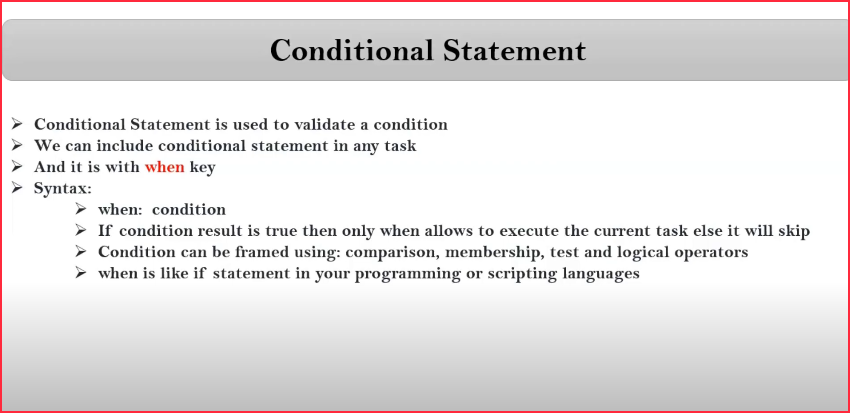 Conditional Statement
➢ Conditional Statement is used to validate a condition
➢ We can include conditional statement in any task
➢ And it is with when key
➢ Syntax:
➢ when: condition
➢ If condition result is true then only when allows to execute the current task else it will skip
➢ Condition can be framed using: comparison, membership, test and logical operators
➢ when is like if statement in your programming or scripting languages